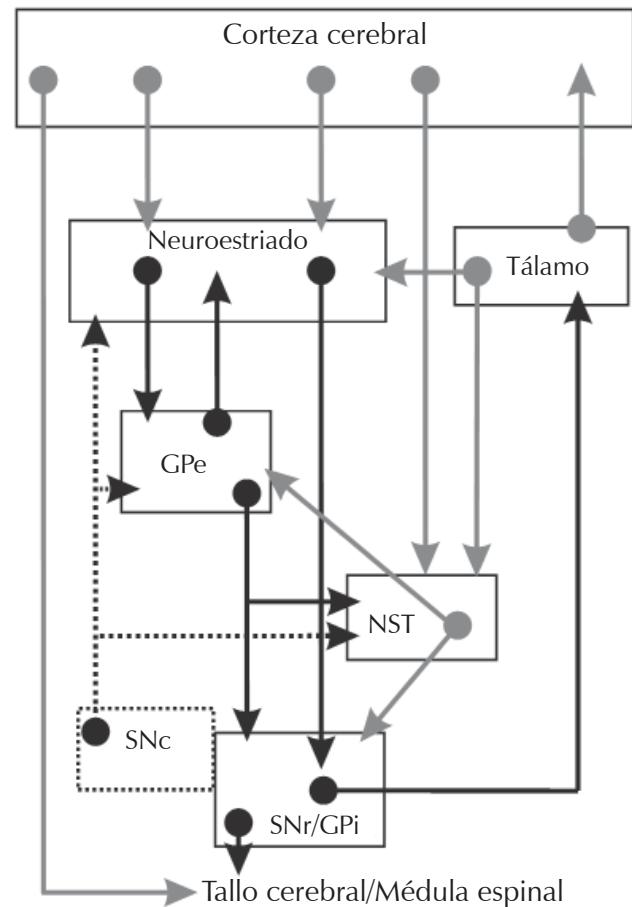 Corteza cerebral
Neuroestriado
Tálamo
GPe
NST
SNc
SNr/GPi
Tallo cerebral/Médula espinal